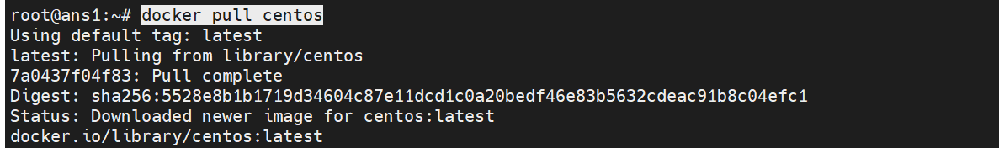 root@ans1:~# docker pull centos
Using default tag: latest
latest: Pulling from library/centos
7a0437f04f83: Pull complete
Digest: sha256:5528e8b1b1719d34604c87e11dcd1c0a20bedf46e83b5632cdeac91b8c04efc1
Status: Downloaded newer image for centos:latest
docker.io/library/centos:latest